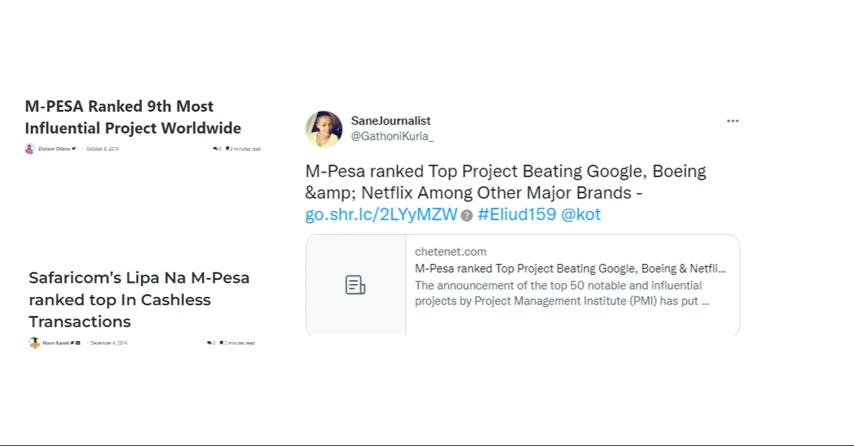 M-PESA Ranked 9th Most
Influential Project Worldwide
October 8, 2019
0
2 minutes read
Safaricom's Lipa Na M-Pesa
ranked top In Cashless
Transactions
December 4, 2014
0
2 minutes read
SaneJournalist
@GathoniKuria_
M-Pesa ranked Top Project Beating Google, Boeing
&amp; Netflix Among Other Major Brands -
go.shr.lc/2LYyMZW #Eliud159 @kot
chetenet.com
M-Pesa ranked Top Project Beating Google, Boeing & Netfli...
The announcement of the top 50 notable and influential
projects by Project Management Institute (PMI) has put ...